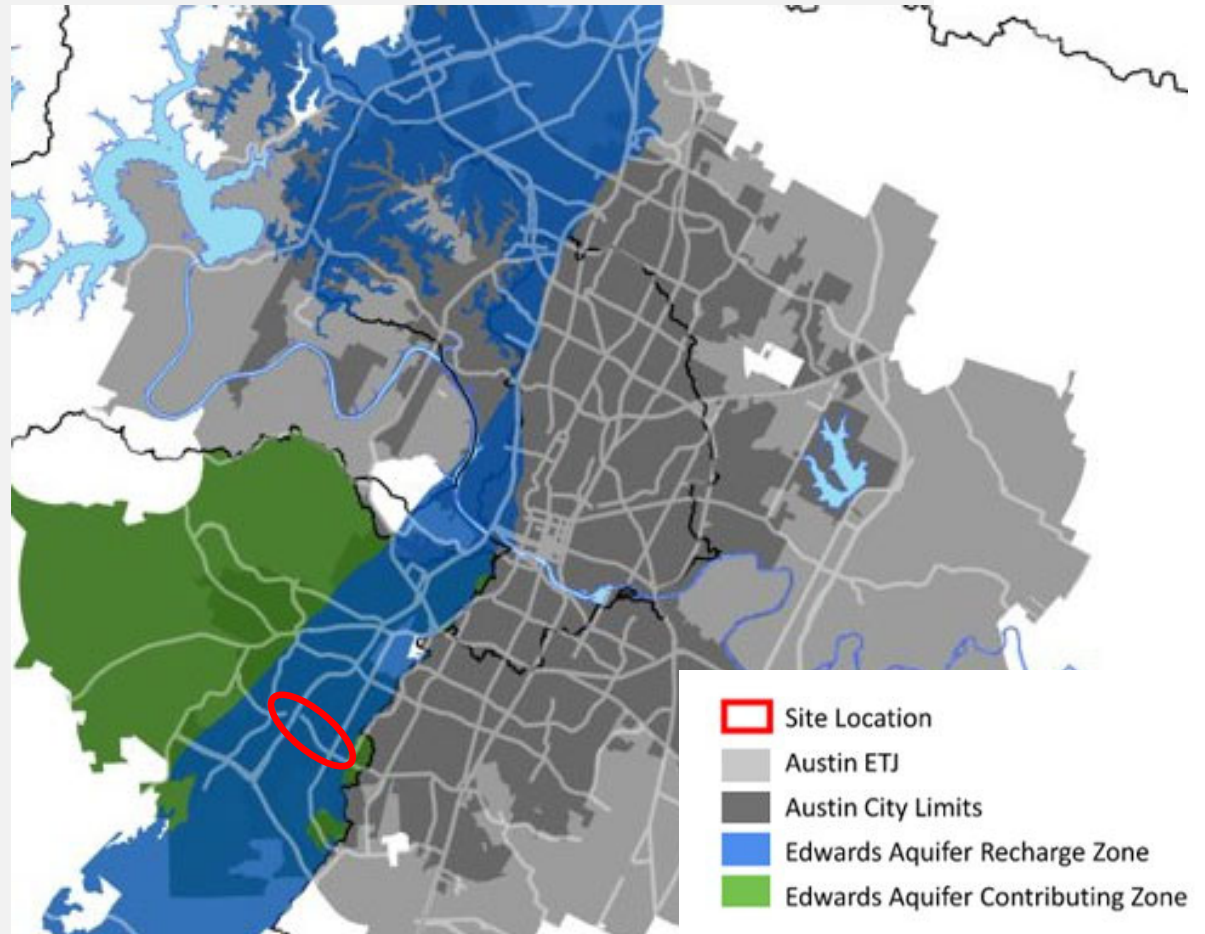 Site Location
Austin ETJ
Austin City Limits
Edwards Aquifer Recharge Zone
Edwards Aquifer Contributing Zone